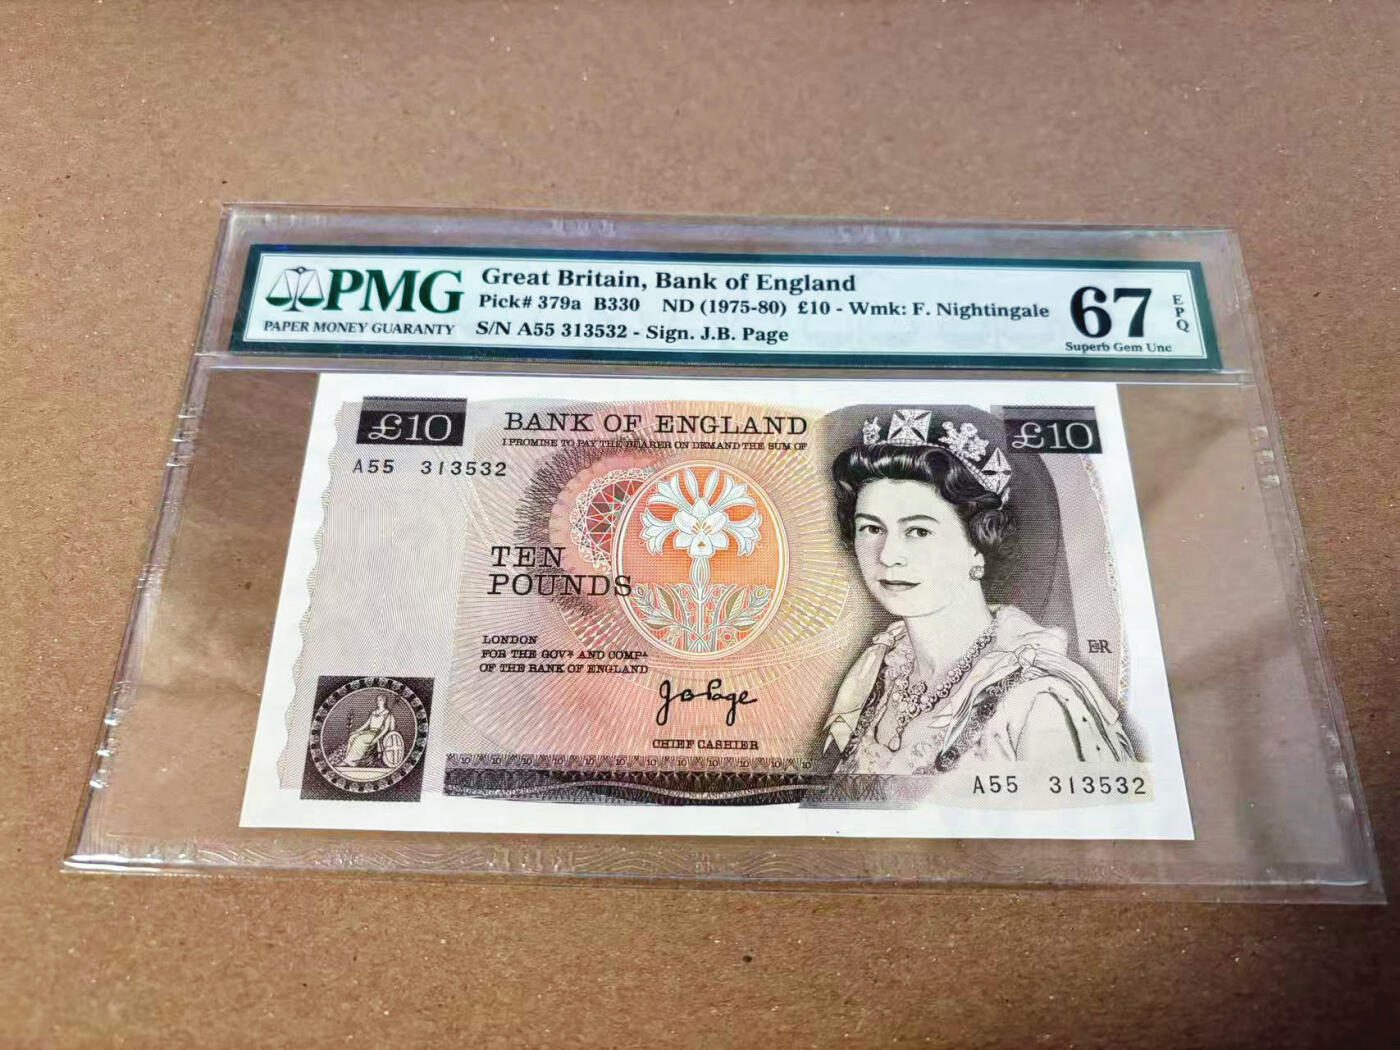 PMG
PAPER MONEY GUARANTY
Great Britain, Bank of England
Pick# 379a B330 ND (1975-80) £10 - Wmk: F. Nightingale
S/N A55 313532 - Sign. J.B. Page
67
EPQ
Superb Gem Unc
£10
BANK OF ENGLAND
£10
I PROMISE TO PAY THE BEARER ON DEMAND THE SUM OF
A55 313532
TEN
POUNDS
LONDON
FOR THE GOVR AND COMPA
OF THE BANK OF ENGLAND
EIIR
J B Page
CHIEF CASHIER
A55 313532